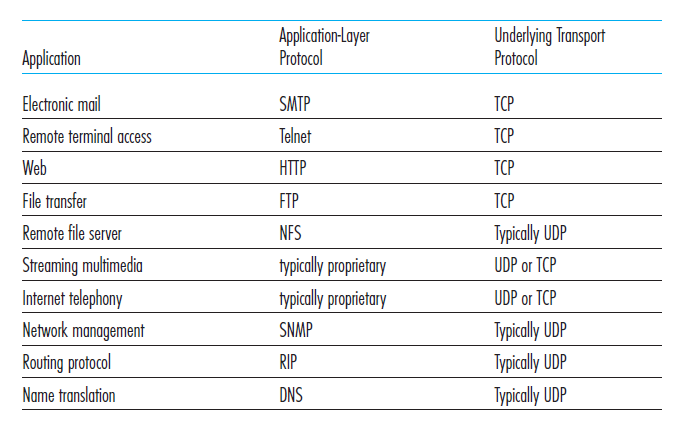 Application Application-Layer Protocol Underlying Transport Protocol
Electronic mail SMTP TCP
Remote terminal access Telnet TCP
Web HTTP TCP
File transfer FTP TCP
Remote file server NFS Typically UDP
Streaming multimedia typically proprietary UDP or TCP
Internet telephony typically proprietary UDP or TCP
Network management SNMP Typically UDP
Routing protocol RIP Typically UDP
Name translation DNS Typically UDP